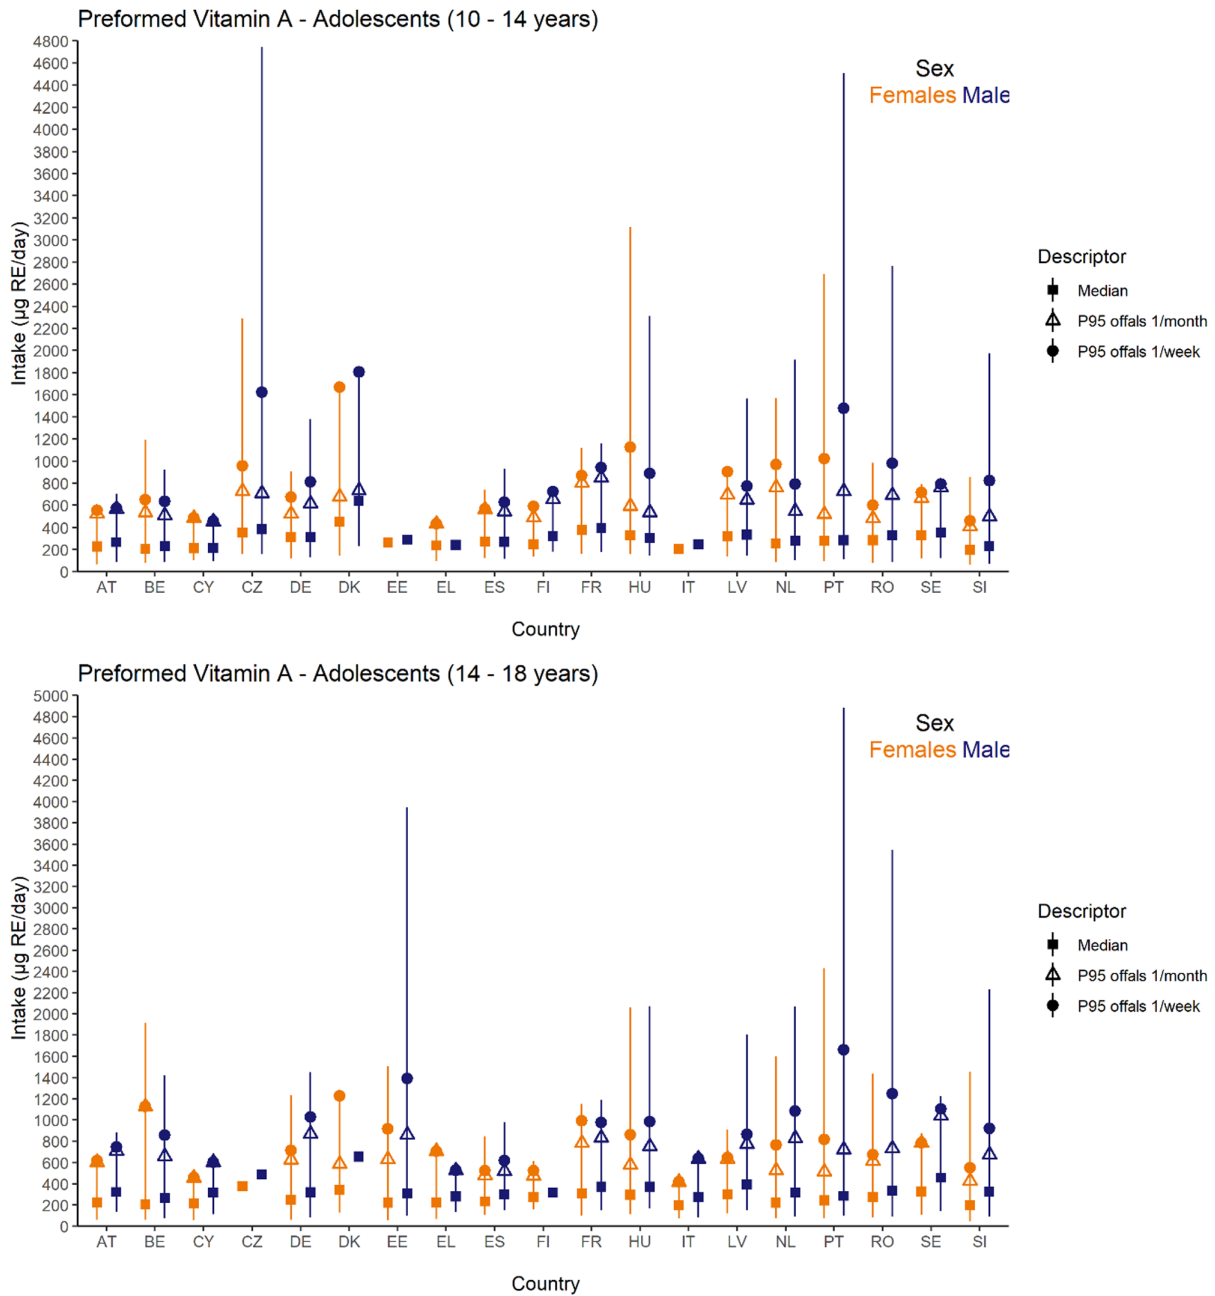 Preformed Vitamin A - Adolescents (10 - 14 years)
4800
4600
4400
4200
4000
3800
3600
3400
3200
3000
2800
2600
2400
2200
2000
1800
1600
1400
1200
1000
800
600
400
200
0
Intake (µg RE/day)
Sex
Females Male
AT BE CY CZ DE DK EE EL ES FI FR HU IT LV NL PT RO SE SI
Country
Descriptor
Median
P95 offals 1/month
P95 offals 1/week
Preformed Vitamin A - Adolescents (14 - 18 years)
5000
4800
4600
4400
4200
4000
3800
3600
3400
3200
3000
2800
2600
2400
2200
2000
1800
1600
1400
1200
1000
800
600
400
200
0
Intake (µg RE/day)
Sex
Females Male
AT BE CY CZ DE DK EE EL ES FI FR HU IT LV NL PT RO SE SI
Country
Descriptor
Median
P95 offals 1/month
P95 offals 1/week